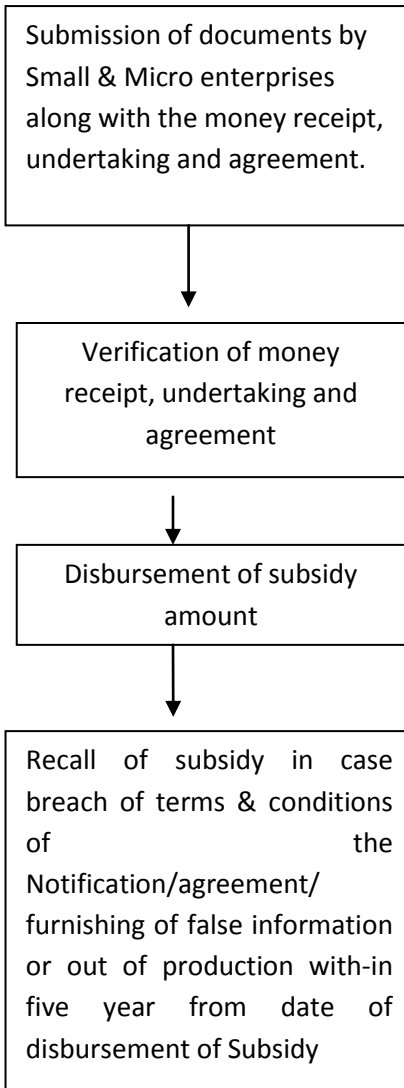 Submission of documents by
Small & Micro enterprises
along with the money receipt,
undertaking and agreement.
Verification of money
receipt, undertaking and
agreement
Disbursement of subsidy
amount
Recall of subsidy in case
breach of terms & conditions
of the
Notification/agreement/
furnishing of false information
or out of production with-in
five year from date of
disbursement of Subsidy